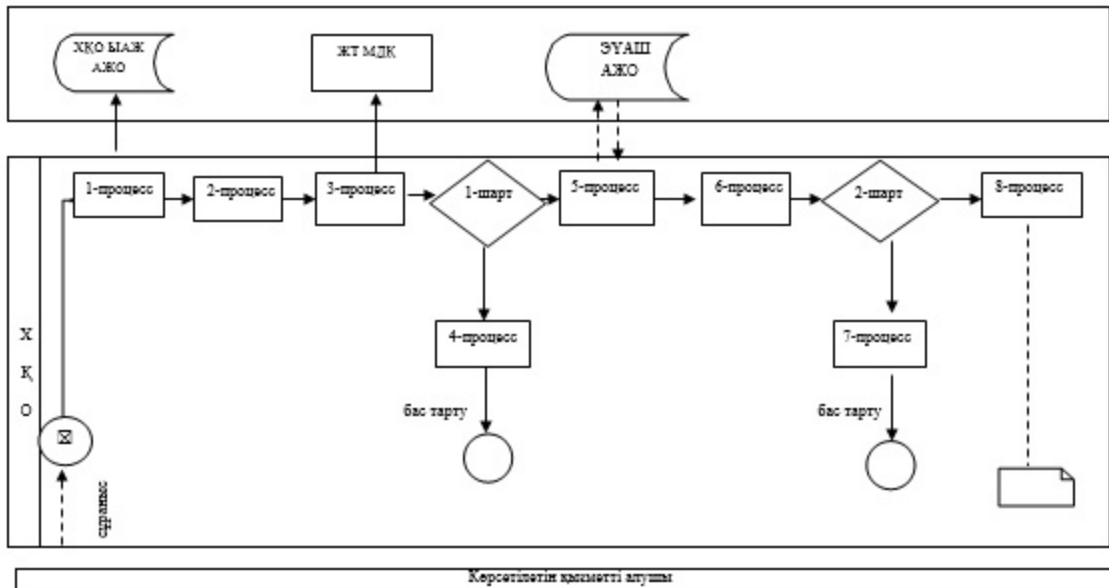 ХҚО ЫАЖ
АЖО
ЖТ МДҚ
ЭҮАШ
АЖО
1-процесс
2-процесс
3-процесс
1-шарт
5-процесс
6-процесс
2-шарт
8-процесс
4-процесс
7-процесс
бас тарту
бас тарту
Х
Қ
О
сұраныс
Көрсетілетін қызметті алушы